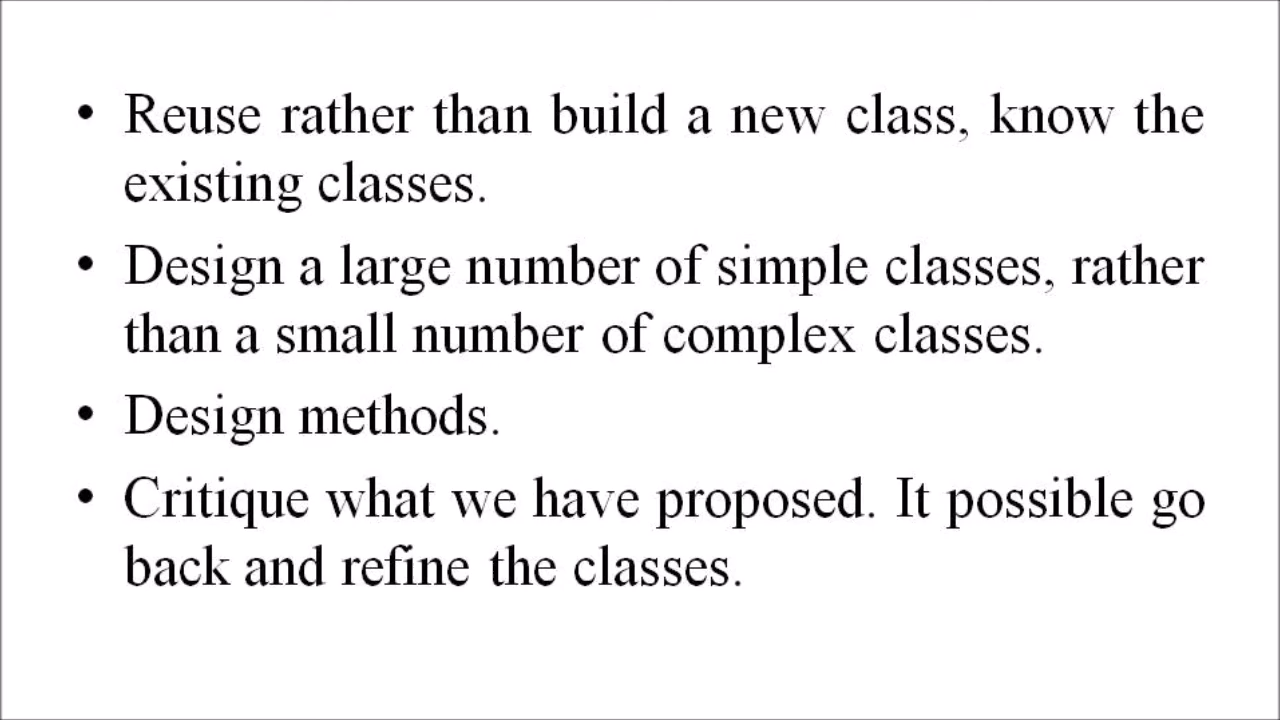 • Reuse rather than build a new class, know the
existing classes.
• Design a large number of simple classes, rather
than a small number of complex classes.
• Design methods.
• Critique what we have proposed. It possible go
back and refine the classes.